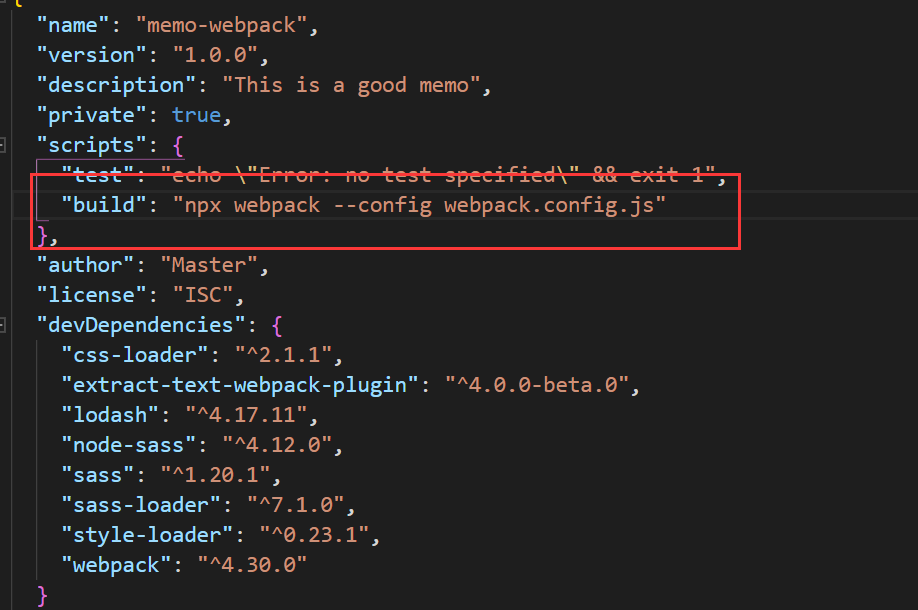 {
"name": "memo-webpack",
"version": "1.0.0",
"description": "This is a good memo",
"private": true,
"scripts": {
"test": "echo \"Error: no test specified\" && exit 1",
"build": "npx webpack --config webpack.config.js"
},
"author": "Master",
"license": "ISC",
"devDependencies": {
"css-loader": "^2.1.1",
"extract-text-webpack-plugin": "^4.0.0-beta.0",
"lodash": "^4.17.11",
"node-sass": "^4.12.0",
"sass": "^1.20.1",
"sass-loader": "^7.1.0",
"style-loader": "^0.23.1",
"webpack": "^4.30.0"
}